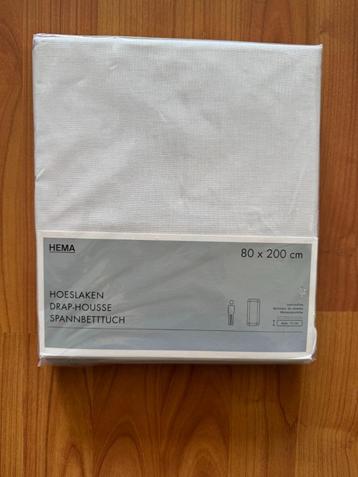 HEMA
80 x 200 cm
HOESLAKEN
DRAP-HOUSSE
SPANNBETTTUCH